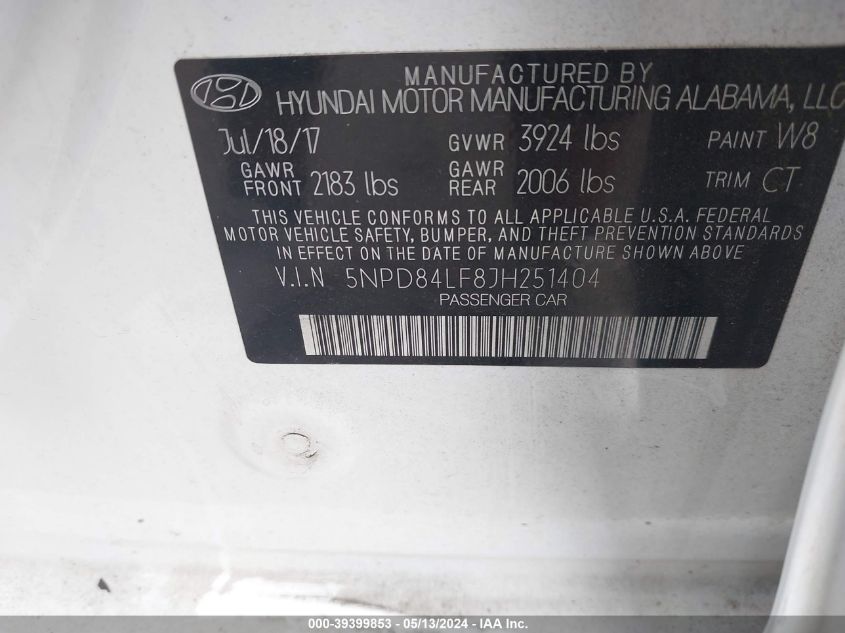 MANUFACTURED BY
HYUNDAI MOTOR MANUFACTURING ALABAMA, LLC
Jul/18/17 GVWR 3924 lbs PAINT W8
GAWR FRONT 2183 lbs GAWR REAR 2006 lbs TRIM CT
THIS VEHICLE CONFORMS TO ALL APPLICABLE U.S.A. FEDERAL
MOTOR VEHICLE SAFETY, BUMPER, AND THEFT PREVENTION STANDARDS
IN EFFECT ON THE DATE OF MANUFACTURE SHOWN ABOVE
V.I.N 5NPD84LF8JH251404
PASSENGER CAR
000-39399853 - 05/13/2024 - IAA Inc.